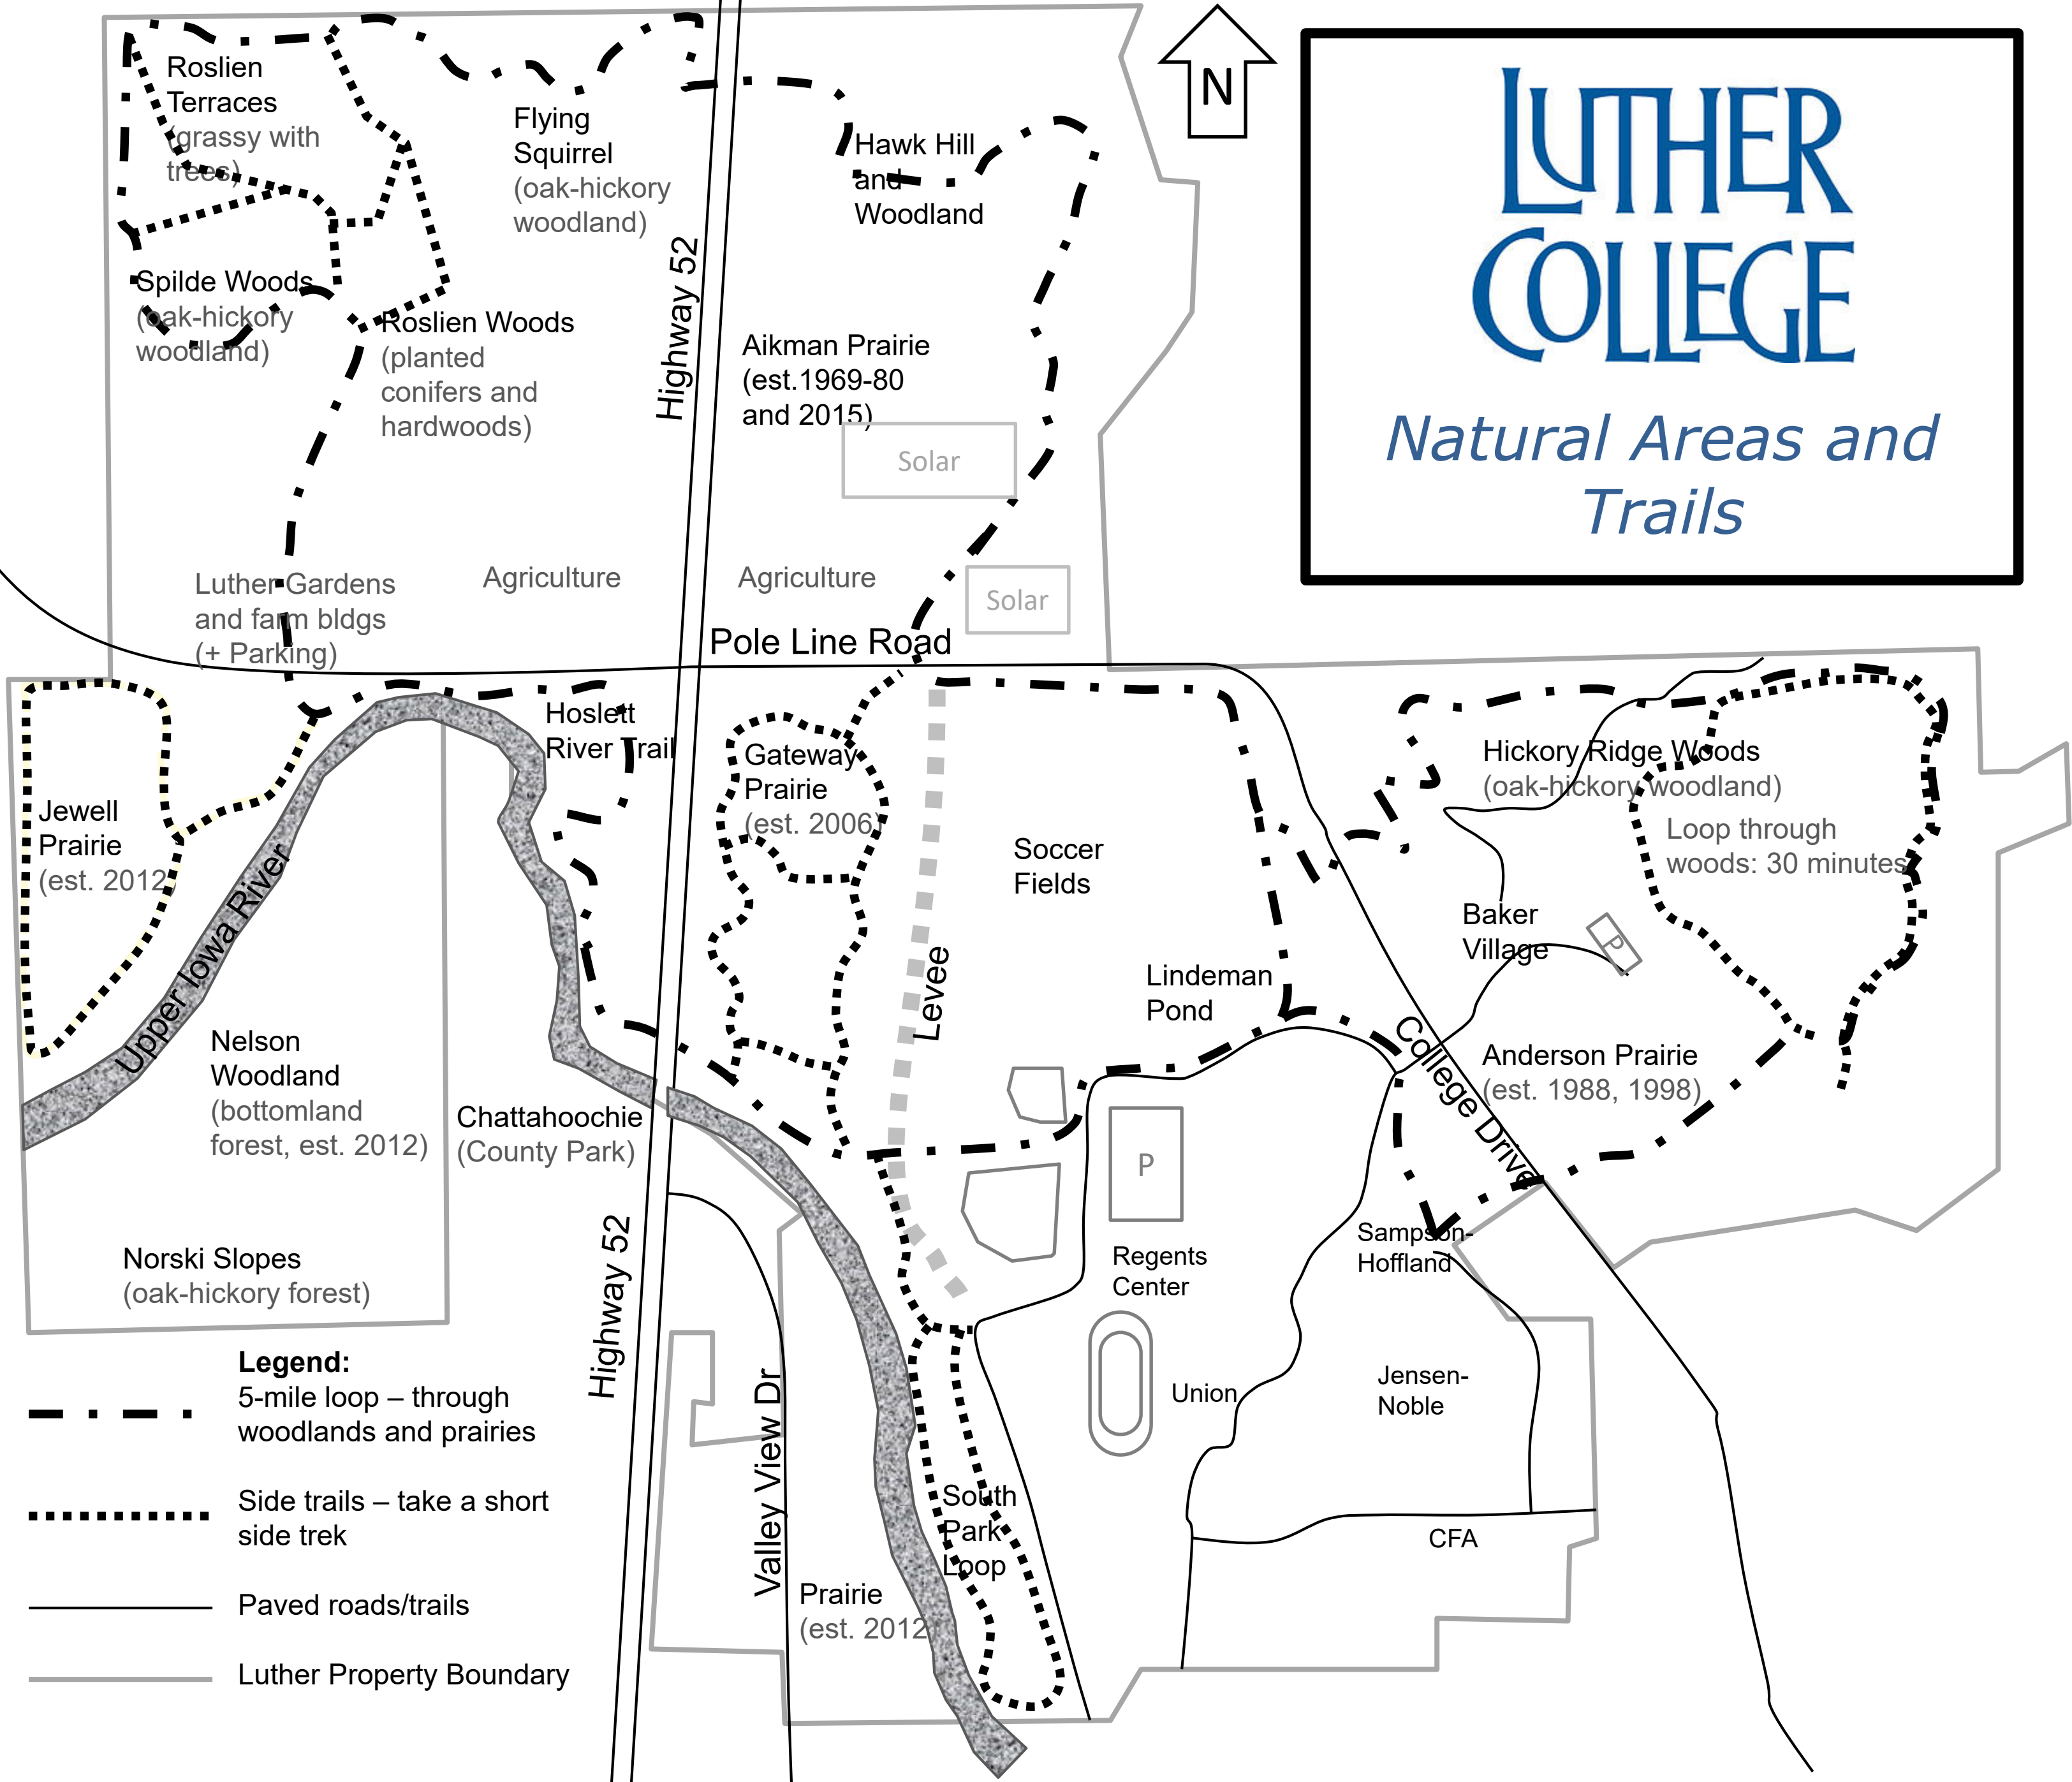 LUTHER
COLLEGE
Natural Areas and
Trails
N
Roslien
Terraces
(grassy with
trees)
Flying
Squirrel
(oak-hickory
woodland)
Hawk Hill
and
Woodland
Spilde Woods
(oak-hickory
woodland)
Roslien Woods
(planted
conifers and
hardwoods)
Highway 52
Aikman Prairie
(est.1969-80
and 2015)
Solar
Luther Gardens
and farm bldgs
(+ Parking)
Agriculture
Agriculture
Solar
Pole Line Road
Hoslett
River Trail
Gateway
Prairie
(est. 2006)
Hickory Ridge Woods
(oak-hickory woodland)
Loop through
woods: 30 minutes
Jewell
Prairie
(est. 2012)
Upper Iowa River
Soccer
Fields
Levee
Lindeman
Pond
Baker
Village
P
College Drive
Anderson Prairie
(est. 1988, 1998)
Nelson
Woodland
(bottomland
forest, est. 2012)
Chattahoochie
(County Park)
P
Norski Slopes
(oak-hickory forest)
Highway 52
Regents
Center
Sampson-
Hoffland
Union
Jensen-
Noble
Valley View Dr
South
Park
Loop
CFA
Prairie
(est. 2012)
Legend:
5-mile loop – through
woodlands and prairies
Side trails – take a short
side trek
Paved roads/trails
Luther Property Boundary